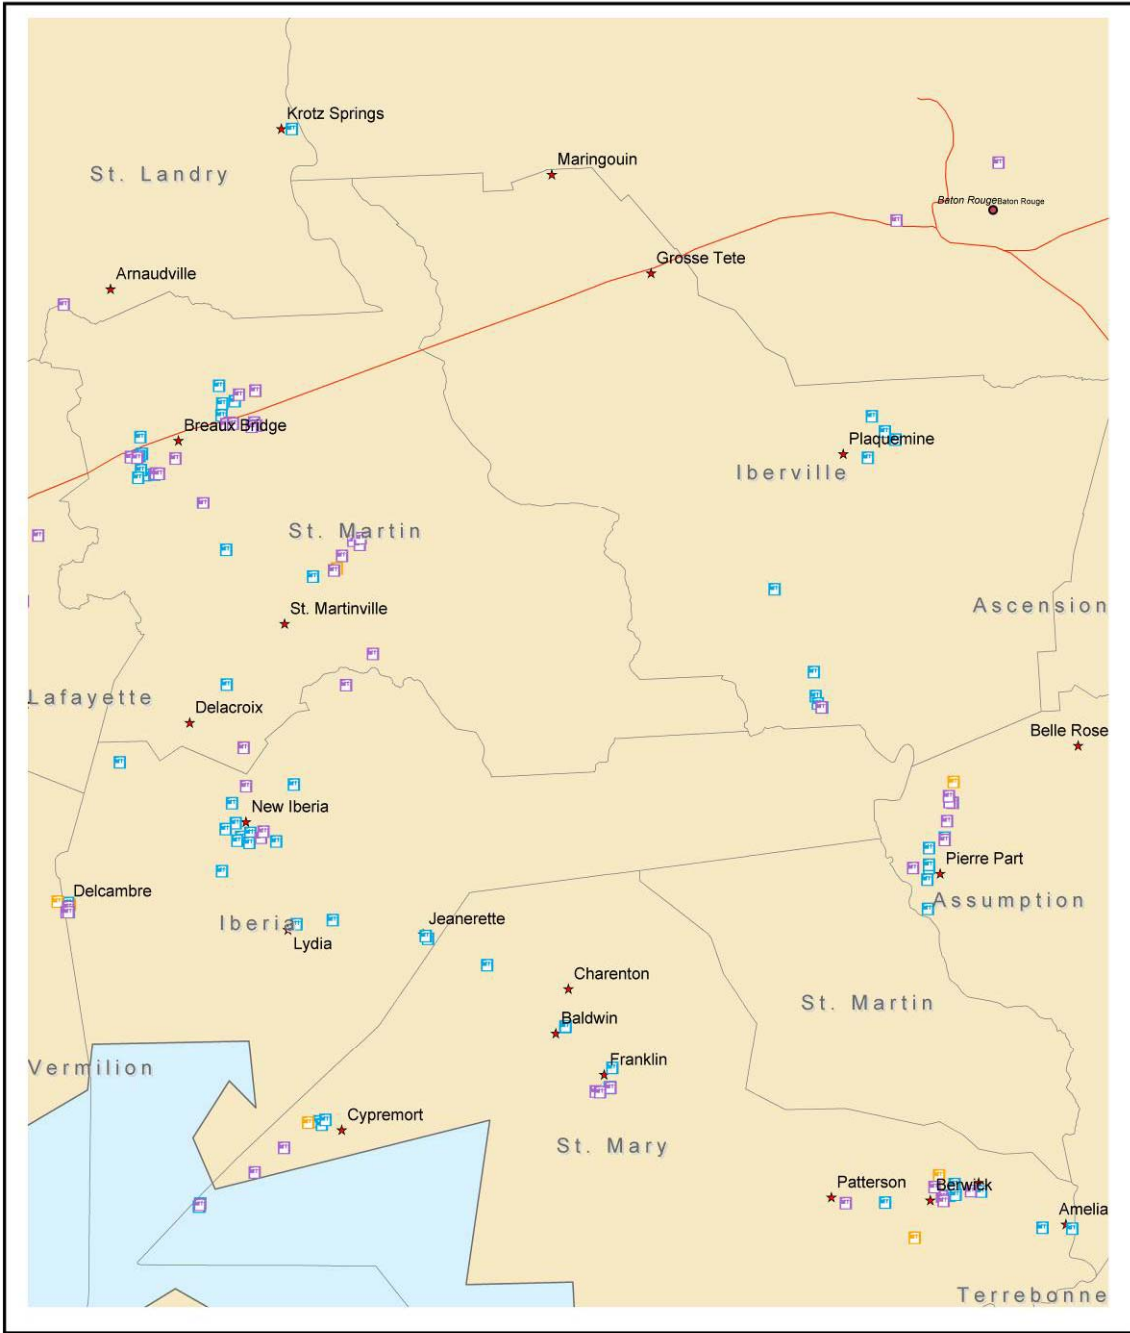 Krotz Springs
Maringouin
St. Landry
Baton Rouge
Baton Rouge
Grosse Tete
Arnaudville
Breaux Bridge
Plaquemine
Iberville
St. Martin
Ascension
St. Martinville
Lafayette
Delacroix
Belle Rose
New Iberia
Pierre Part
Delcambre
Assumption
Iberia
Jeanerette
Lydia
Charenton
St. Martin
Baldwin
Franklin
Vermilion
Cypremort
St. Mary
Patterson
Berwick
Amelia
Terrebonne